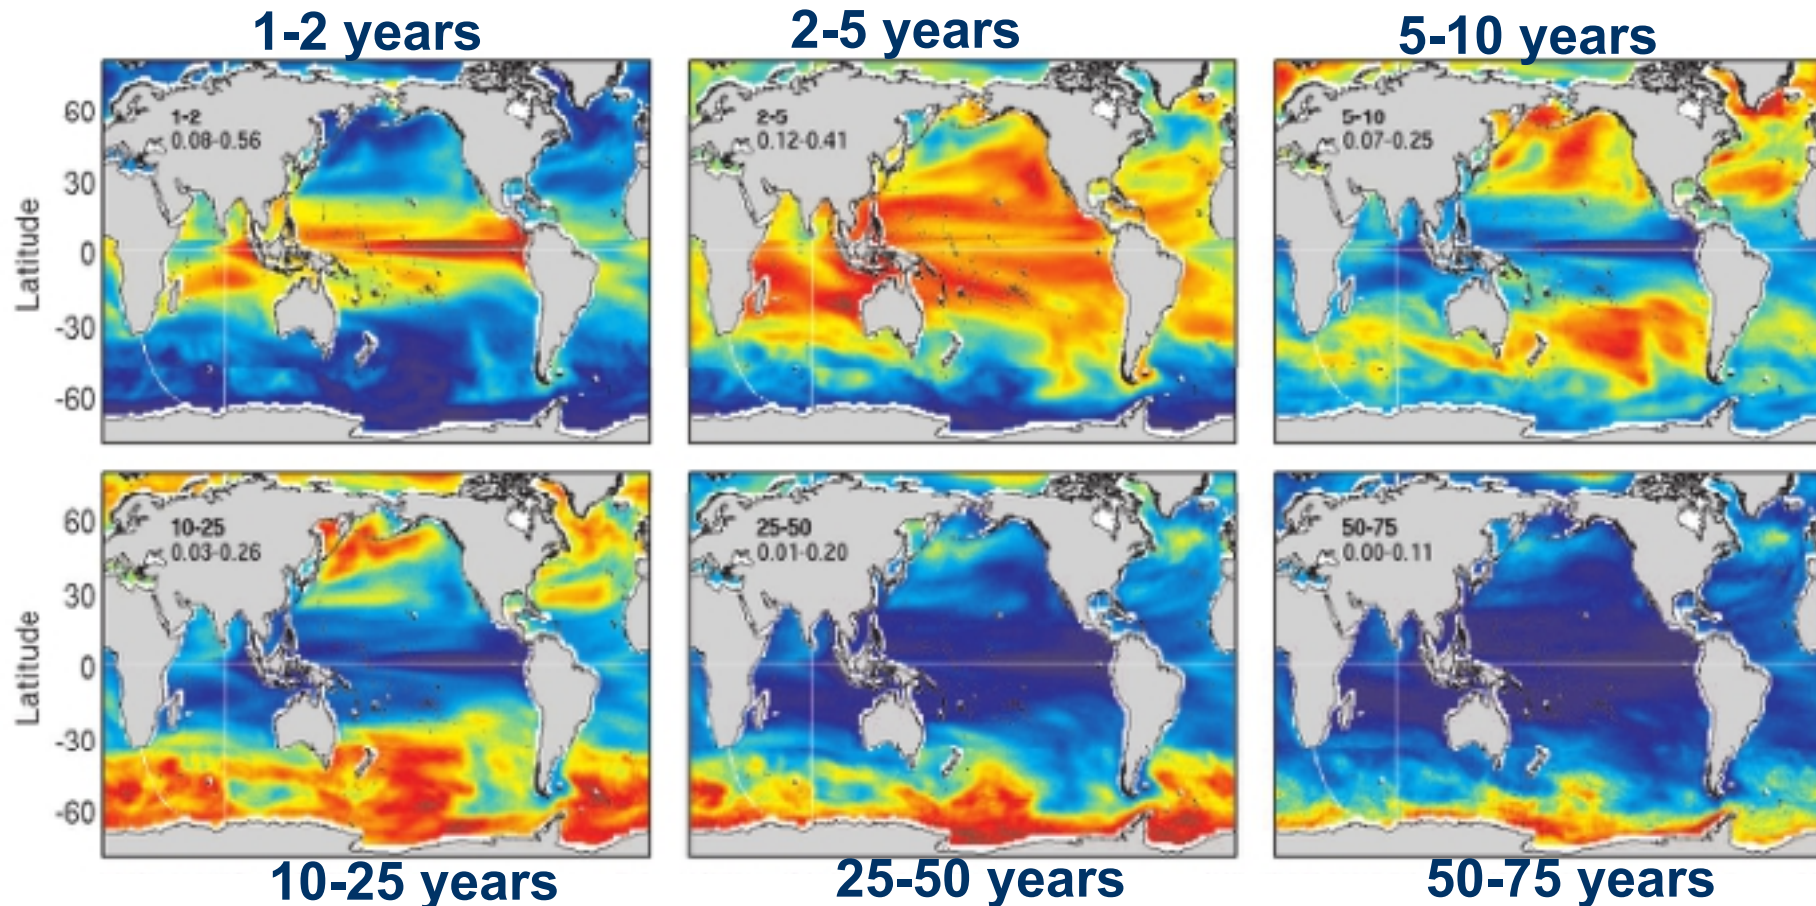 1-2 years
2-5 years
5-10 years
Latitude
60
30
0
-30
-60
1-2
0.08-0.56
2-5
0.12-0.41
5-10
0.07-0.25
Latitude
60
30
0
-30
-60
10-25
0.03-0.26
25-50
0.01-0.20
50-75
0.00-0.11
10-25 years
25-50 years
50-75 years